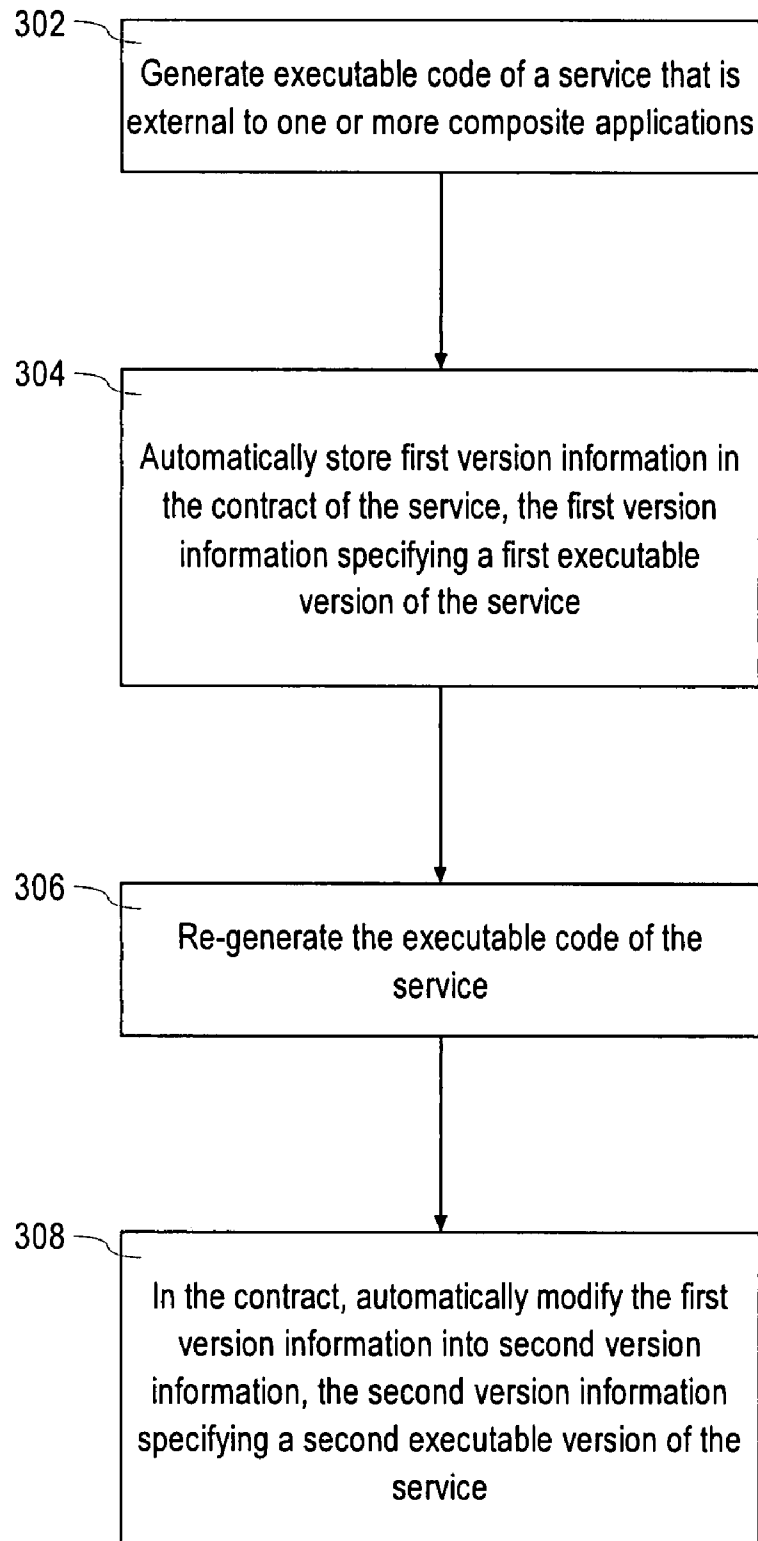 302
Generate executable code of a service that is
external to one or more composite applications
304
Automatically store first version information in
the contract of the service, the first version
information specifying a first executable
version of the service
306
Re-generate the executable code of the
service
308
In the contract, automatically modify the first
version information into second version
information, the second version information
specifying a second executable version of the
service